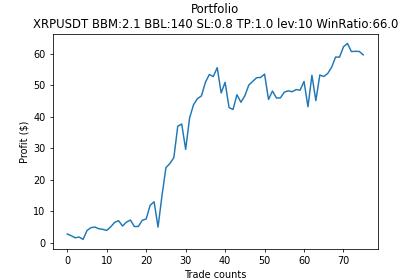 Portfolio
XRPUSDT BBM:2.1 BBL:140 SL:0.8 TP:1.0 lev:10 WinRatio:66.0
60
50
40
30
20
10
0
Profit ($)
0 10 20 30 40 50 60 70
Trade counts